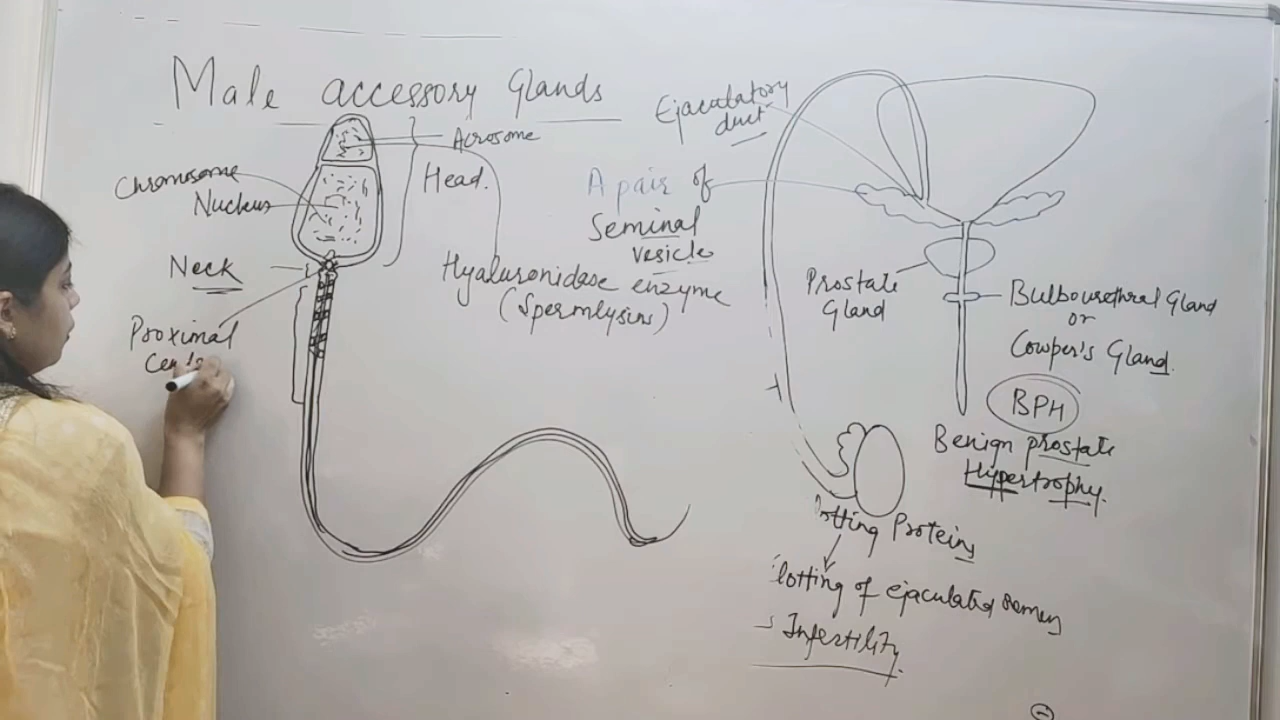 Male accessory Glands
Acrosome
Head.
Chromosome
Nucleus
Neck
Proximal
Hyaluronidase enzyme
(Spermlysins)
Ejaculatory
duct
A pair of
Seminal
vesicle
Prostate
Gland
Bulbourethral Gland
or
Cowper's Gland.
BPH
Benign prostate
Hypertrophy.
Proteins
lotting of ejaculated semen
Infertility.